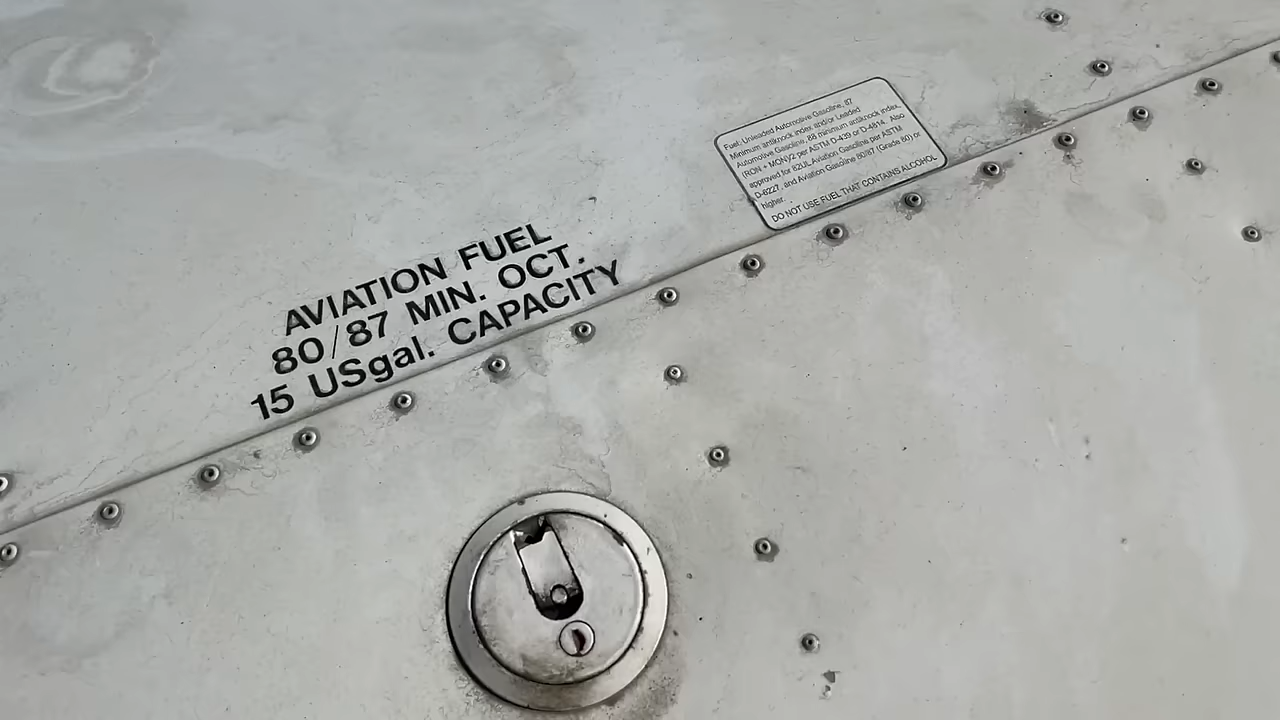 AVIATION FUEL
80/87 MIN. OCT.
15 USgal. CAPACITY
Fuel: Unleaded Automotive Gasoline, 87
Minimum antiknock index and/or Leaded
Automotive Gasoline, 88 minimum antiknock index,
(RON + MON)/2 per ASTM D-439 or D-4814. Also
approved for 82UL Aviation Gasoline per ASTM
D-6227, and Aviation Gasoline 80/87 (Grade 80) or
higher.
DO NOT USE FUEL THAT CONTAINS ALCOHOL